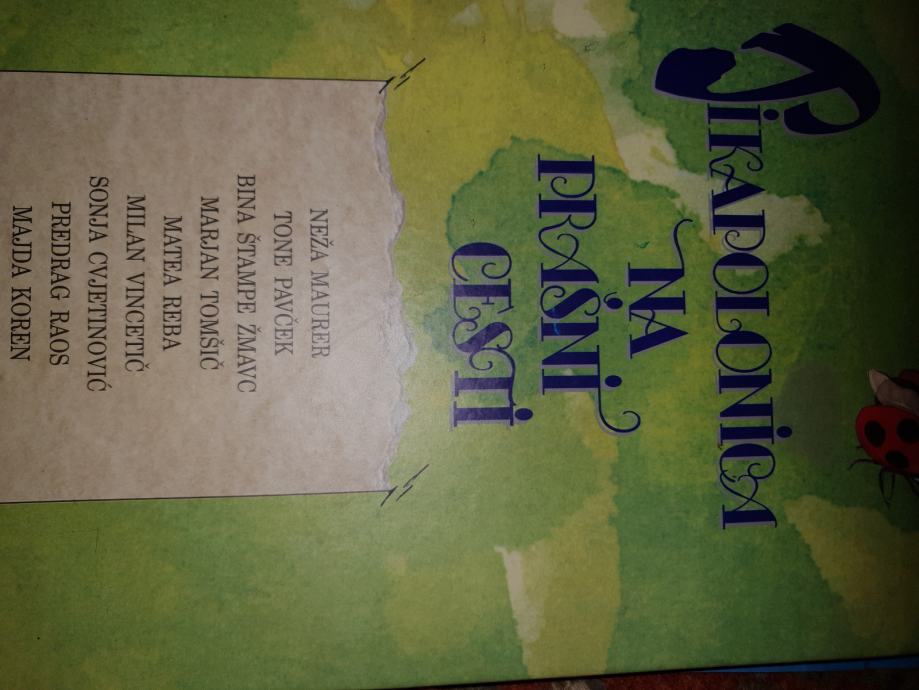 PIKAPOLONICA
NA
PRAŠNI
CESTI
NEŽA MAURER
TONE PAVČEK
BINA ŠTAMPE ŽMAVC
MARJAN TOMŠIČ
MATEA REBA
MILAN VINCETIČ
SONJA CVJETINOVIĆ
PREDRAG RAOS
MAJDA KOREN